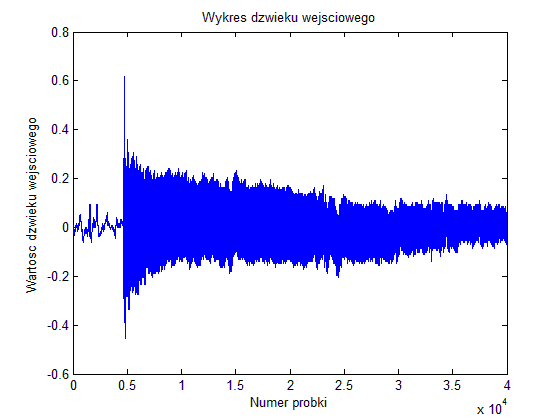 Wykres dzwieku wejsciowego
Wartosc dzwieku wejsciowego
0.8
0.6
0.4
0.2
0
-0.2
-0.4
-0.6
0 0.5 1 1.5 2 2.5 3 3.5 4
Numer probki
x 10^4